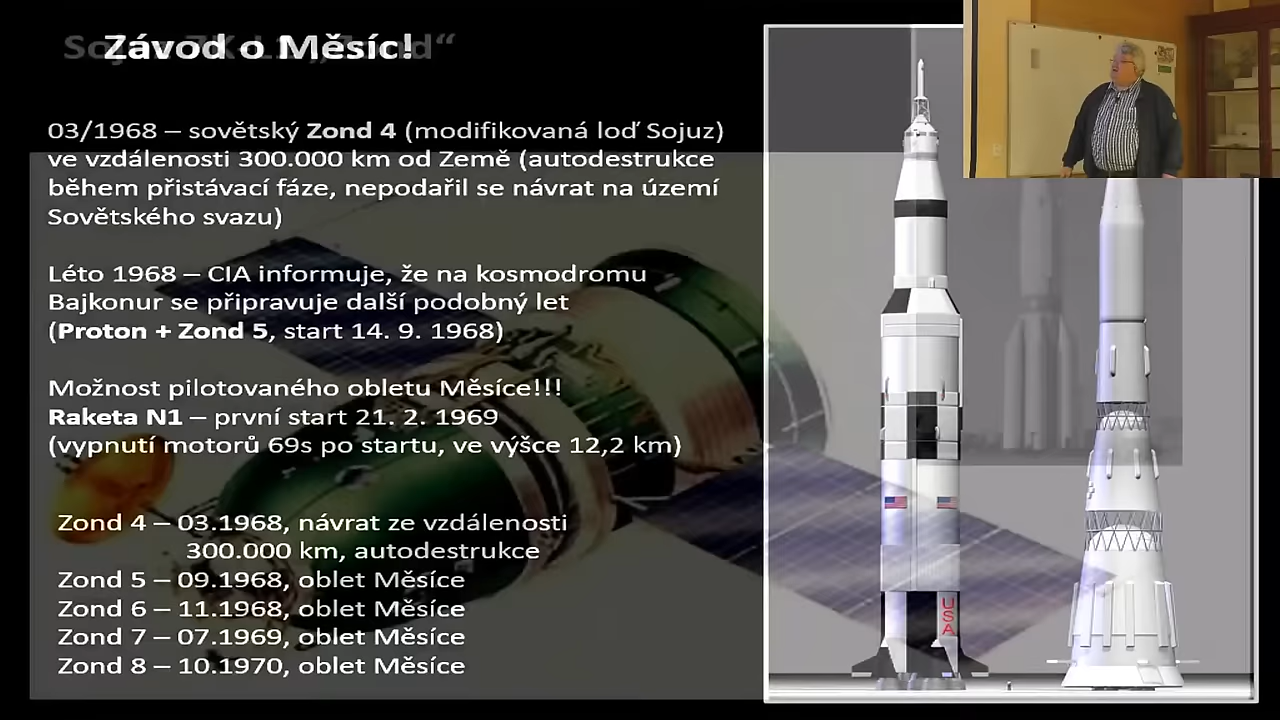 Závod o Měsíc!
03/1968 – sovětský Zond 4 (modifikovaná loď Sojuz)
ve vzdálenosti 300.000 km od Země (autodestrukce
během přistávací fáze, nepodařil se návrat na území
Sovětského svazu)
Léto 1968 – CIA informuje, že na kosmodromu
Bajkonur se připravuje další podobný let
(Proton + Zond 5, start 14. 9. 1968)
Možnost pilotovaného obletu Měsíce!!!
Raketa N1 – první start 21. 2. 1969
(vypnutí motorů 69s po startu, ve výšce 12,2 km)
Zond 4 – 03.1968, návrat ze vzdálenosti
300.000 km, autodestrukce
Zond 5 – 09.1968, oblet Měsíce
Zond 6 – 11.1968, oblet Měsíce
Zond 7 – 07.1969, oblet Měsíce
Zond 8 – 10.1970, oblet Měsíce
USA